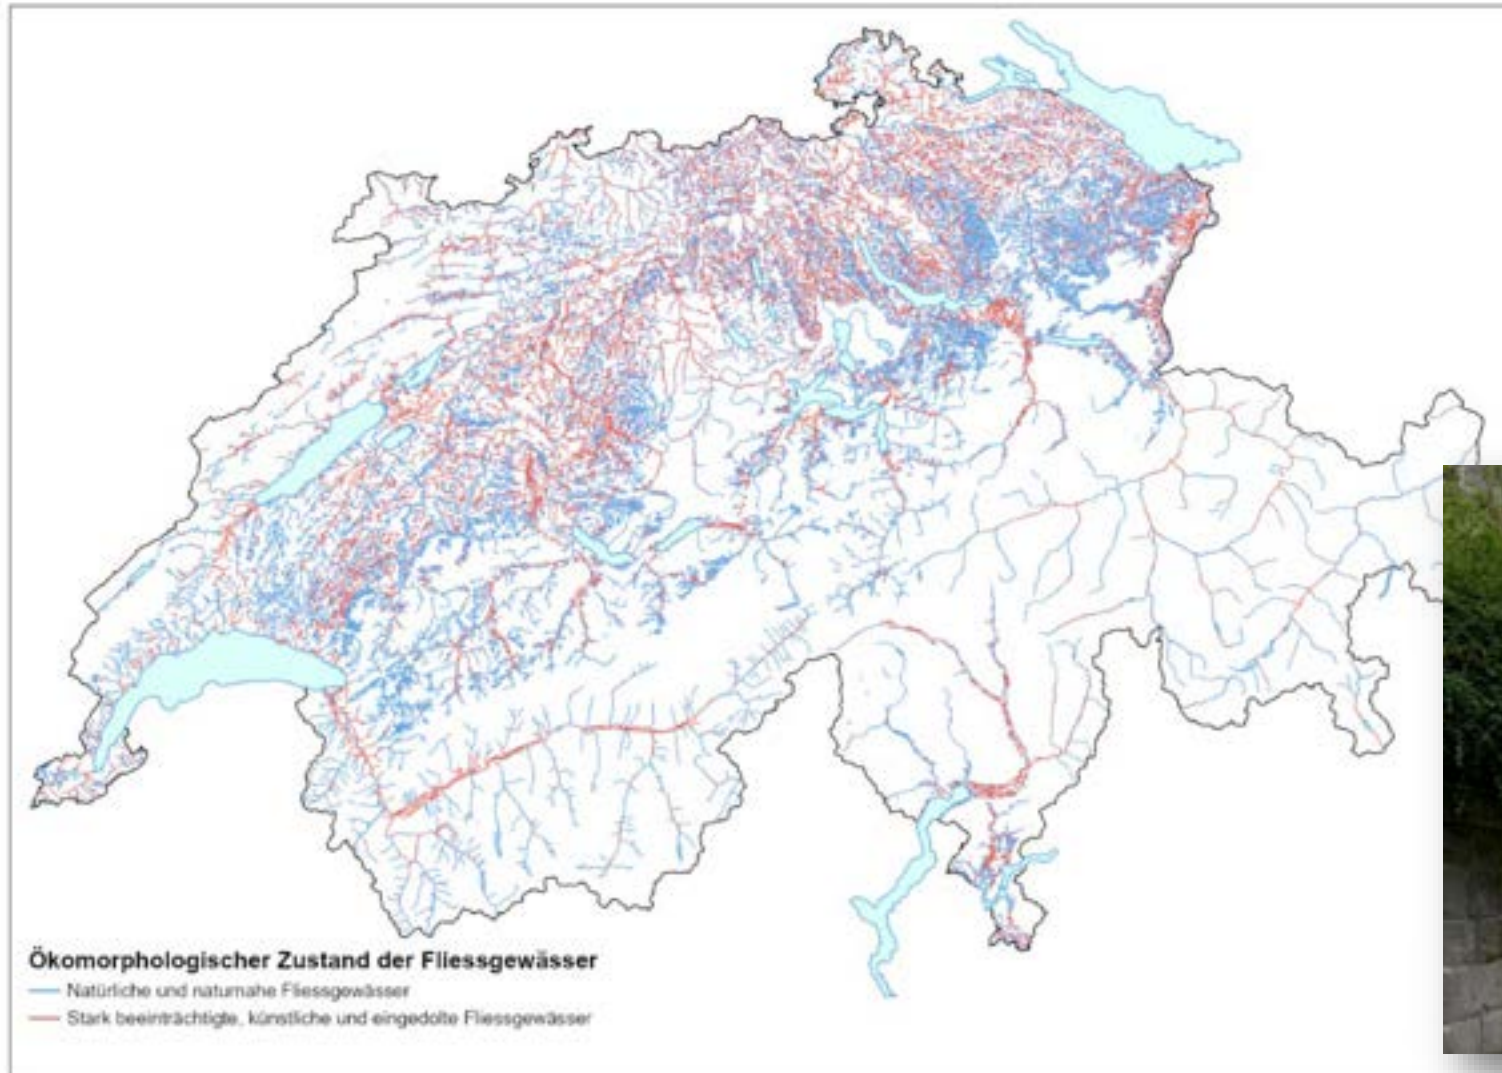 Ökomorphologischer Zustand der Fliessgewässer
Natürliche und naturnahe Fliessgewässer
Stark beeinträchtigte, künstliche und eingedolte Fliessgewässer